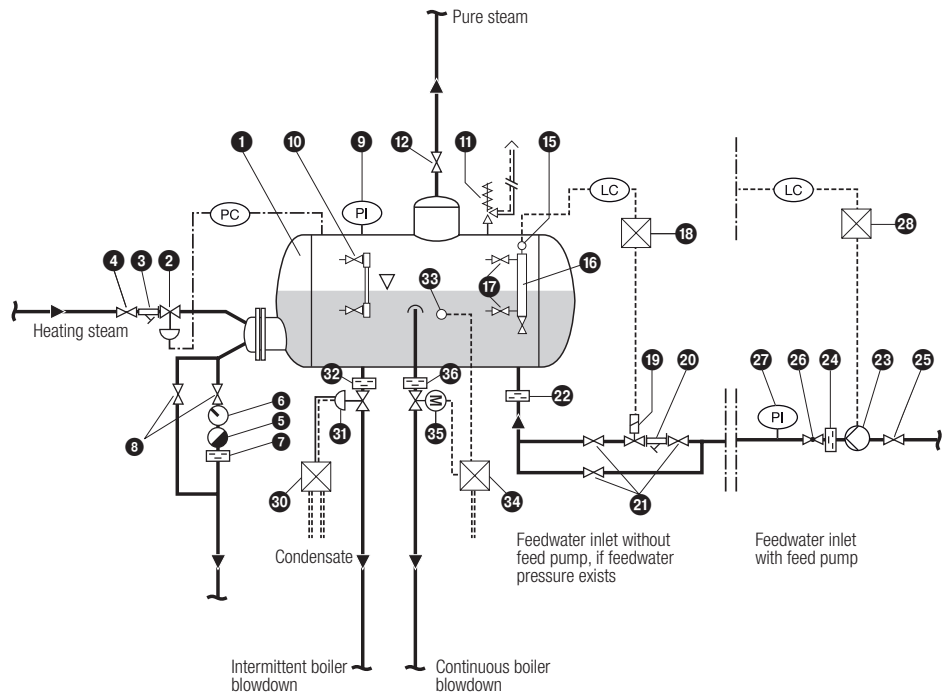 Pure steam
1
10
9
12
11
15
PI
LC
LC
PC
18
28
4
3
2
16
33
17
Heating steam
32
36
19
20
27
26
24
23
25
22
PI
6
5
8
7
31
M
35
21
30
34
Condensate
Feedwater inlet without
feed pump, if feedwater
pressure exists
Feedwater inlet
with feed pump
Intermittent boiler
blowdown
Continuous boiler
blowdown